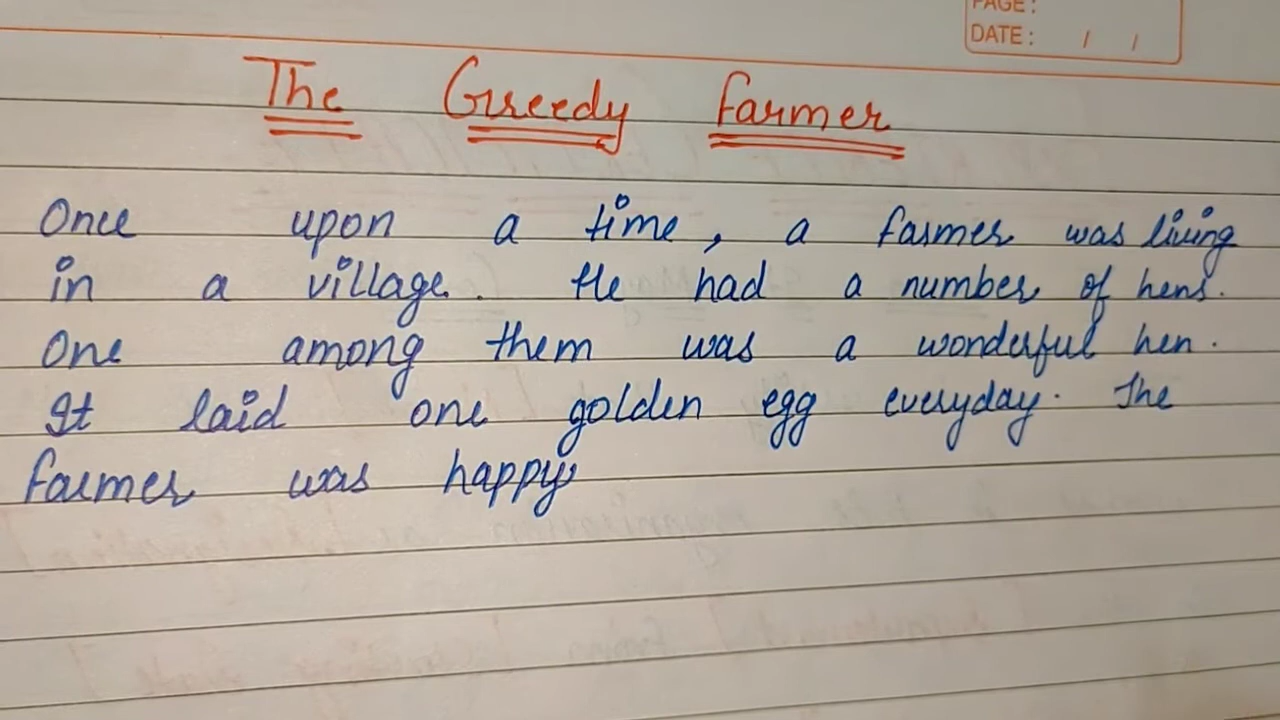 PAGE:
DATE: / /
The Greedy Farmer
Once upon a time, a farmer was living
in a village. He had a number of hens.
One among them was a wonderful hen.
It laid one golden egg everyday. The
farmer was happy